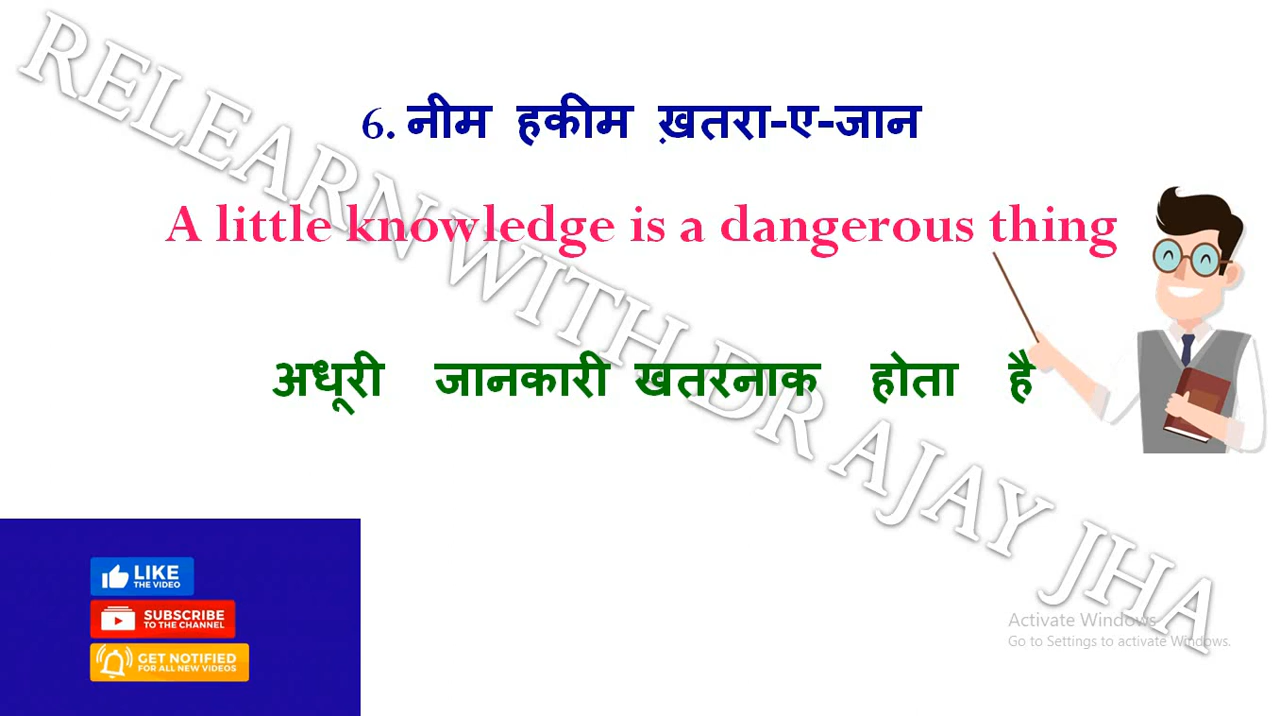 6. नीम हकीम ख़तरा-ए-जान
A little knowledge is a dangerous thing
अधूरी जानकारी खतरनाक होता है
RELEARN WITH DR AJAY JHA
LIKE
THE VIDEO
SUBSCRIBE
TO THE CHANNEL
GET NOTIFIED
FOR ALL NEW VIDEOS
Activate Windows
Go to Settings to activate Windows.